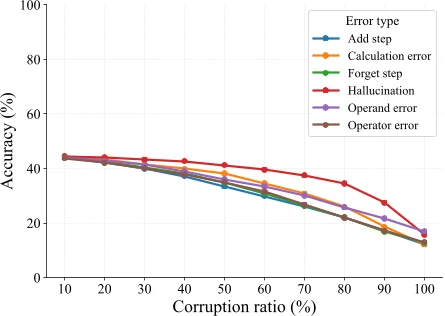 100
80
60
40
20
0
Accuracy (%)
Error type
Add step
Calculation error
Forget step
Hallucination
Operand error
Operator error
10 20 30 40 50 60 70 80 90 100
Corruption ratio (%)